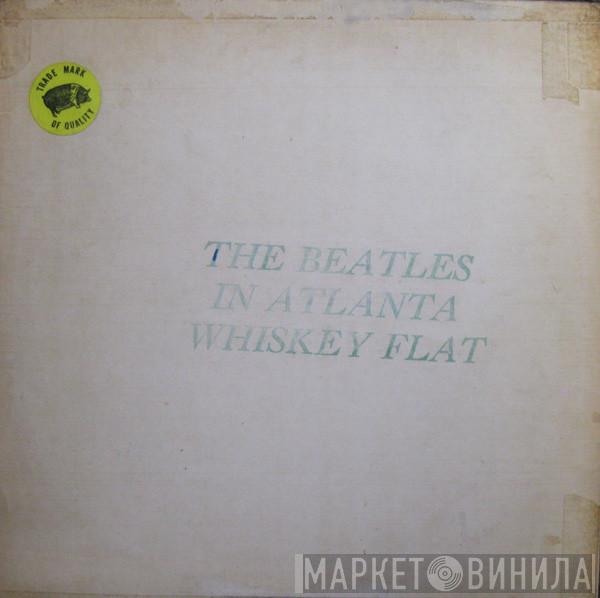 TRADE MARK
OF QUALITY
THE BEATLES
IN ATLANTA
WHISKEY FLAT
МАРКЕТ ВИНИЛА